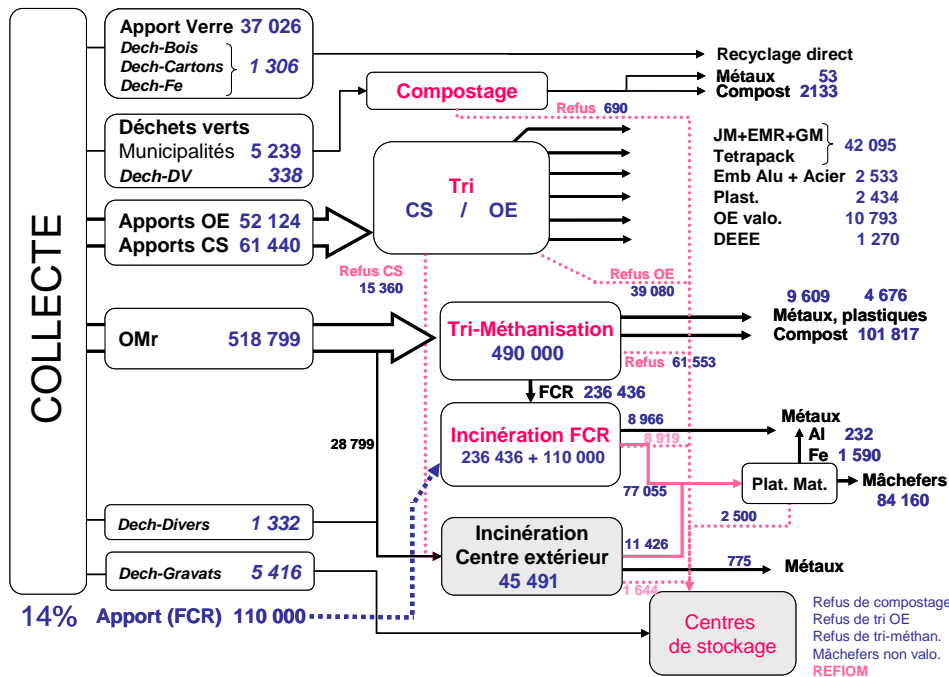 COLLECTE
Apport Verre 37 026
Dech-Bois
Dech-Cartons 1 306
Dech-Fe
Recyclage direct
Métaux 53
Compost 2133
Compostage
Refus 690
Déchets verts
Municipalités 5 239
Dech-DV 338
JM+EMR+GM
Tetrapack 42 095
Emb Alu + Acier 2 533
Plast. 2 434
OE valo. 10 793
DEEE 1 270
Tri
CS / OE
Apports OE 52 124
Apports CS 61 440
Refus CS
15 360
Refus OE
39 080
9 609 4 676
Métaux, plastiques
Compost 101 817
OMr 518 799
Tri-Méthanisation
490 000
Refus 61 553
FCR 236 436
28 799
Incinération FCR
236 436 + 110 000
8 966
8 919
77 055
Métaux
Al 232
Fe 1 590
Plat. Mat.
Mâchefers
84 160
2 500
Dech-Divers 1 332
Incinération
Centre extérieur
45 491
11 426
775 Métaux
1 644
Dech-Gravats 5 416
14% Apport (FCR) 110 000
Centres
de stockage
Refus de compostage
Refus de tri OE
Refus de tri-méthan.
Mâchefers non valo.
REFIOM